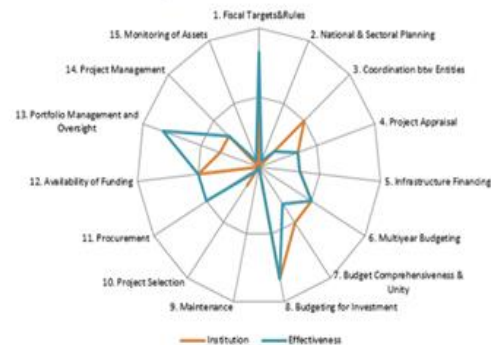 1. Fiscal Targets&Rules
2. National & Sectoral Planning
3. Coordination btw Entities
4. Project Appraisal
5. Infrastructure Financing
6. Multiyear Budgeting
7. Budget Comprehensiveness &
Unity
8. Budgeting for Investment
9. Maintenance
10. Project Selection
11. Procurement
12. Availability of Funding
13. Portfolio Management and
Oversight
14. Project Management
15. Monitoring of Assets
Institution
Effectiveness